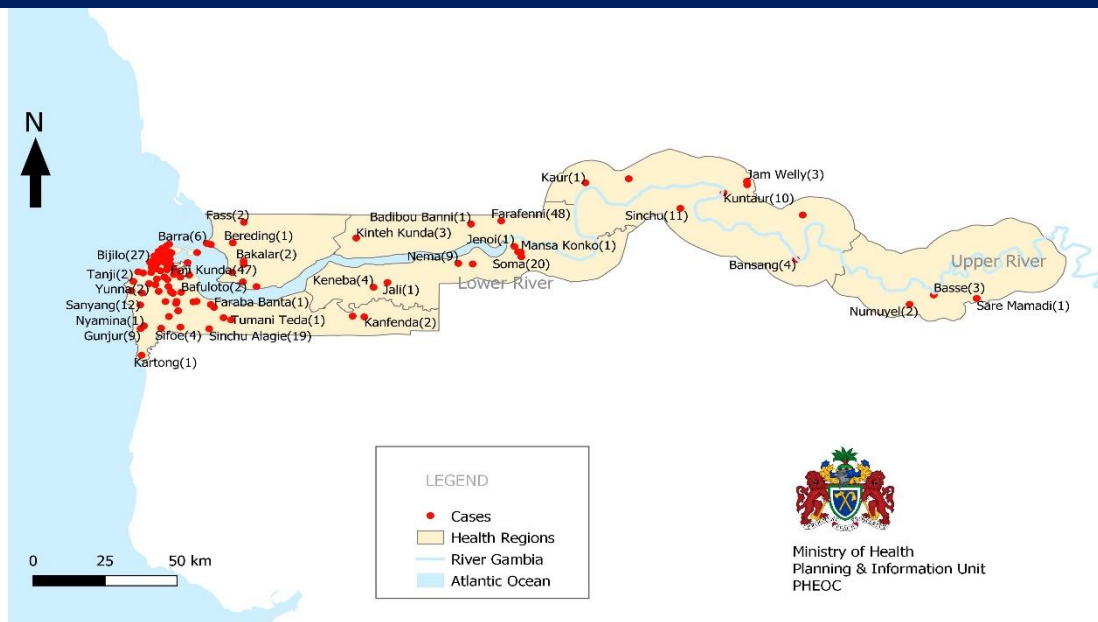 N
Kaur(1)
Jam Welly(3)
Kuntaur(10)
Fass(2)
Badibou Banni(1)
Farafenni(48)
Sinchu(11)
Barra(6)
Bereding(1)
Kinteh Kunda(3)
Jenoi(1)
Mansa Konko(1)
Bijilo(27)
Bakalar(2)
Nema(9)
Soma(20)
Bansang(4)
Upper River
Tanji(2)
Faji Kunda(47)
Keneba(4)
Lower River
Yunna(2)
Bafuloto(2)
Jali(1)
Basse(3)
Sanyang(12)
Faraba Banta(1)
Numuyel(2)
Sare Mamadi(1)
Nyamina(1)
Tumani Teda(1)
Kanfenda(2)
Gunjur(9)
Sifoe(4)
Sinchu Alagie(19)
Kartong(1)
LEGEND
Cases
Health Regions
River Gambia
Atlantic Ocean
0 25 50 km
Ministry of Health
Planning & Information Unit
PHEOC